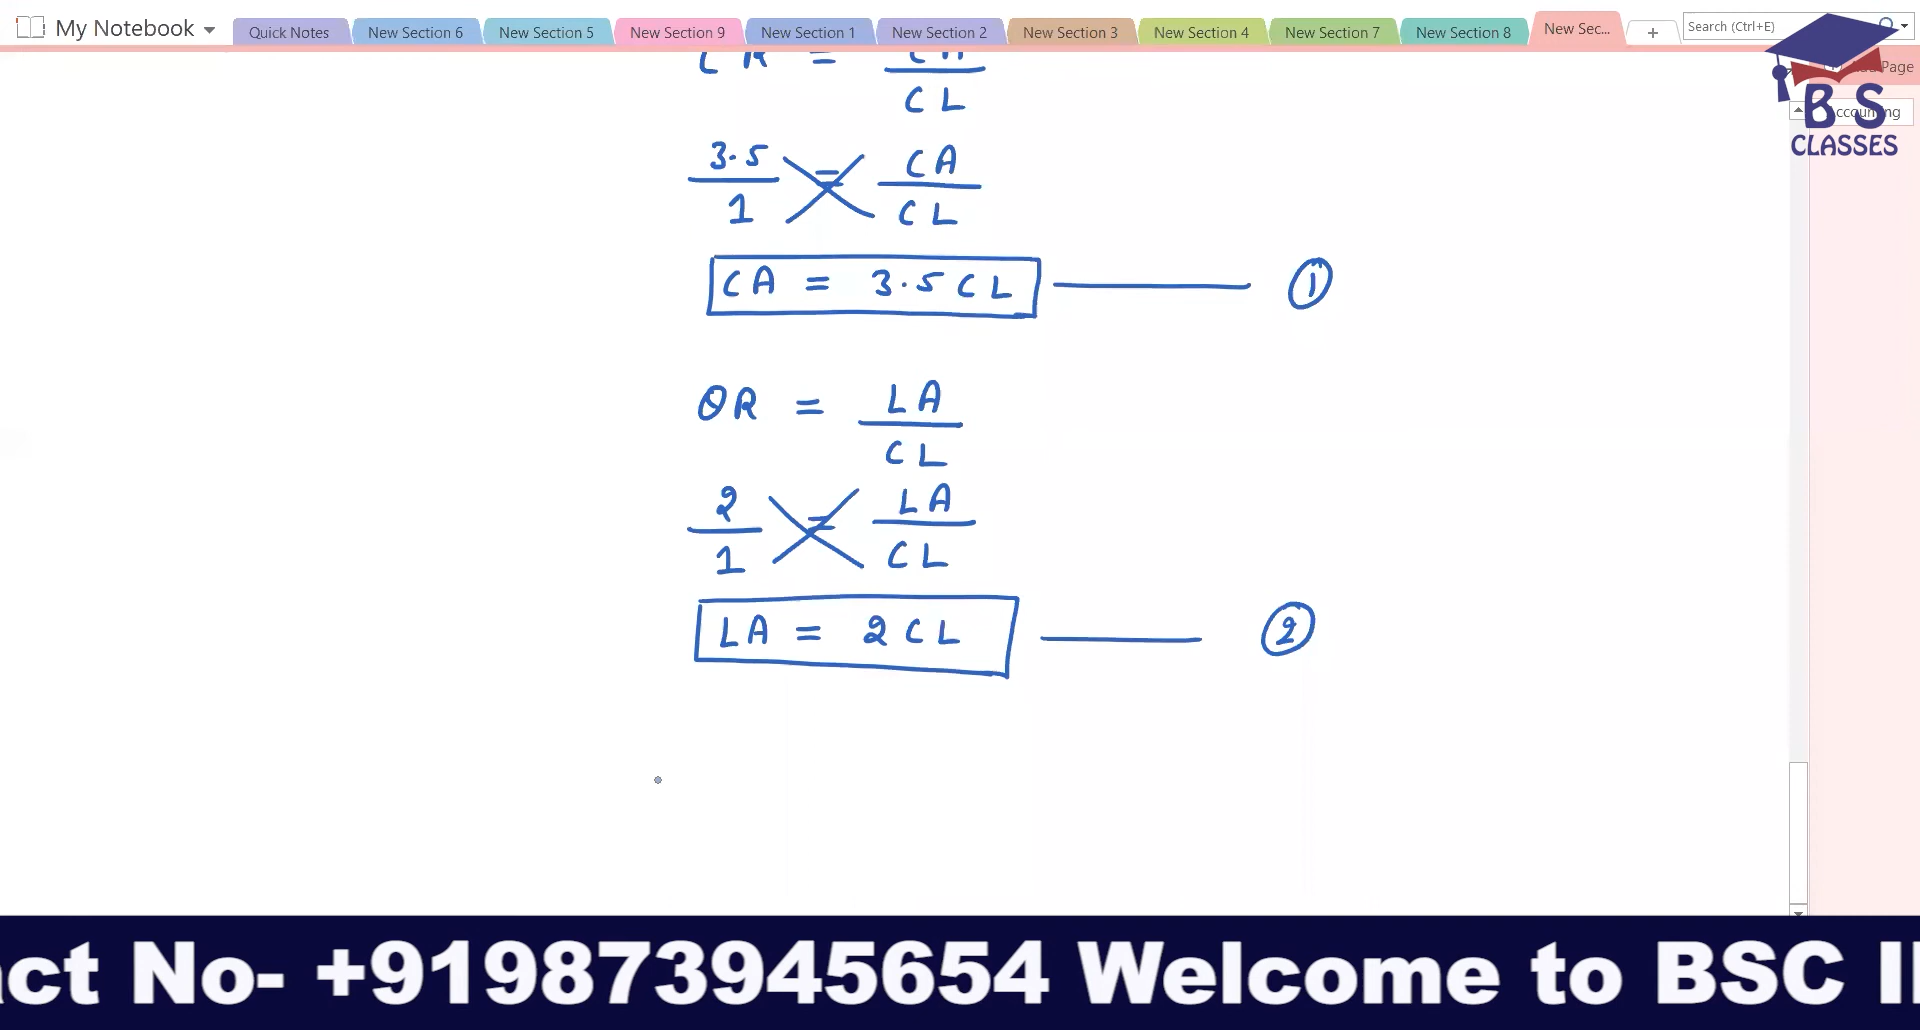 My Notebook
Quick Notes
New Section 6
New Section 5
New Section 9
New Section 1
New Section 2
New Section 3
New Section 4
New Section 7
New Section 8
New Sec...
+
Search (Ctrl+E)
Page
B S
CLASSES
CR = CA
CL
3.5 = CA
1 CL
CA = 3.5 CL ①
QR = LA
CL
2 = LA
1 CL
LA = 2 CL ②
act No- +919873945654 Welcome to BSC